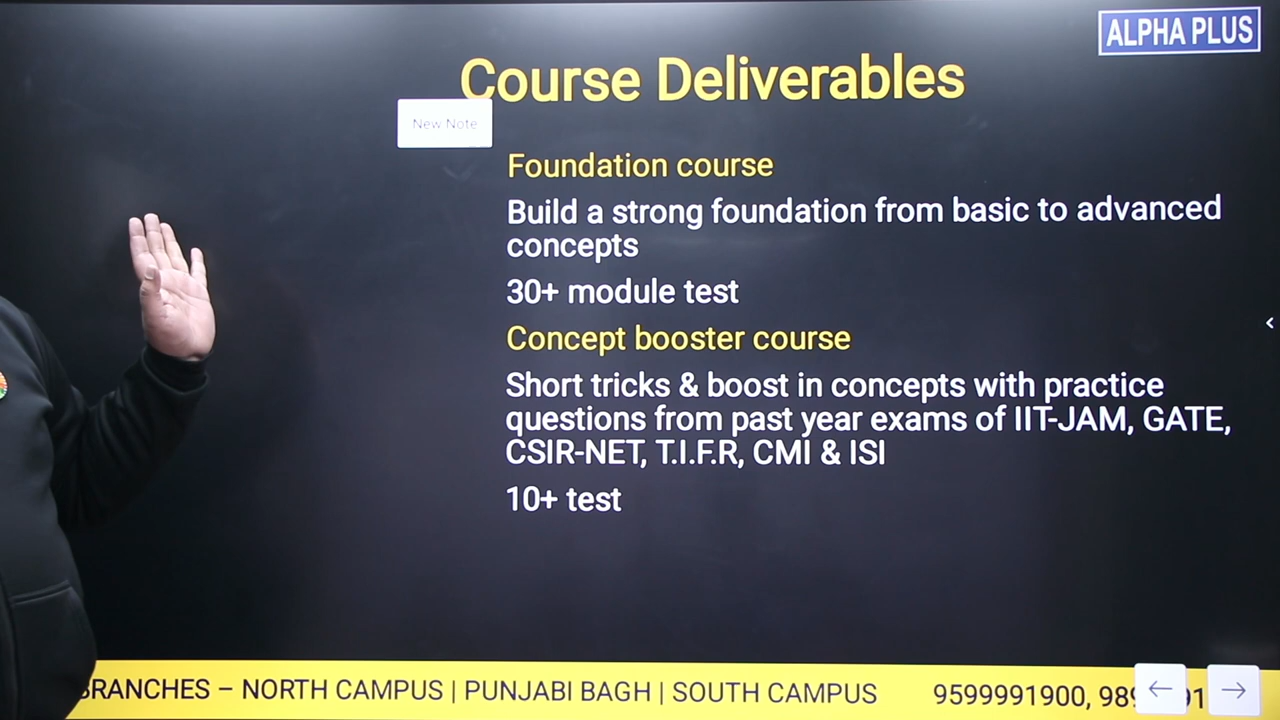 ALPHA PLUS
Course Deliverables
New Note
Foundation course
Build a strong foundation from basic to advanced
concepts
30+ module test
Concept booster course
Short tricks & boost in concepts with practice
questions from past year exams of IIT-JAM, GATE,
CSIR-NET, T.I.F.R, CMI & ISI
10+ test
BRANCHES – NORTH CAMPUS | PUNJABI BAGH | SOUTH CAMPUS 9599991900,